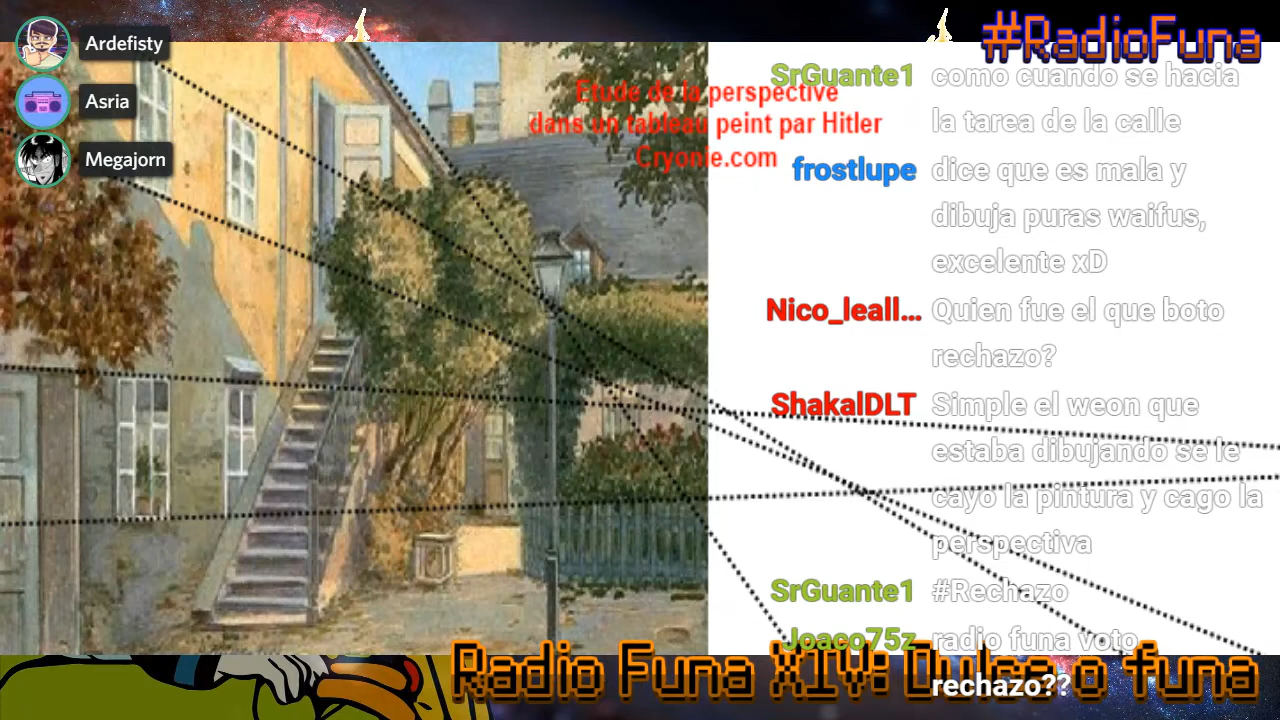 #RadioFuna
Ardefisty
Asria
Megajorn
Etude de la perspective
dans un tableau peint par Hitler
Cryonie.com
SrGuante1 como cuando se hacia
la tarea de la calle
frostlupe dice que es mala y
dibuja puras waifus,
excelente xD
Nico_leall... Quien fue el que boto
rechazo?
ShakalDLT Simple el weon que
estaba dibujando se le
cayo la pintura y cago la
perspectiva
SrGuante1 #Rechazo
Joaco75z radio funa voto
rechazo??
Radio Funa XIV: Dulce o funa